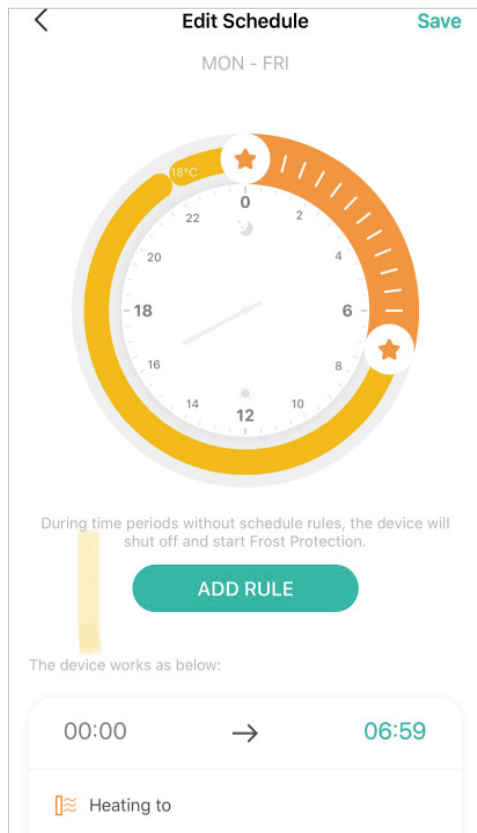 Edit Schedule Save
MON - FRI
18°C
0
22 2
20 4
18 6
16 8
14 10
12
During time periods without schedule rules, the device will
shut off and start Frost Protection.
ADD RULE
The device works as below:
00:00 → 06:59
Heating to